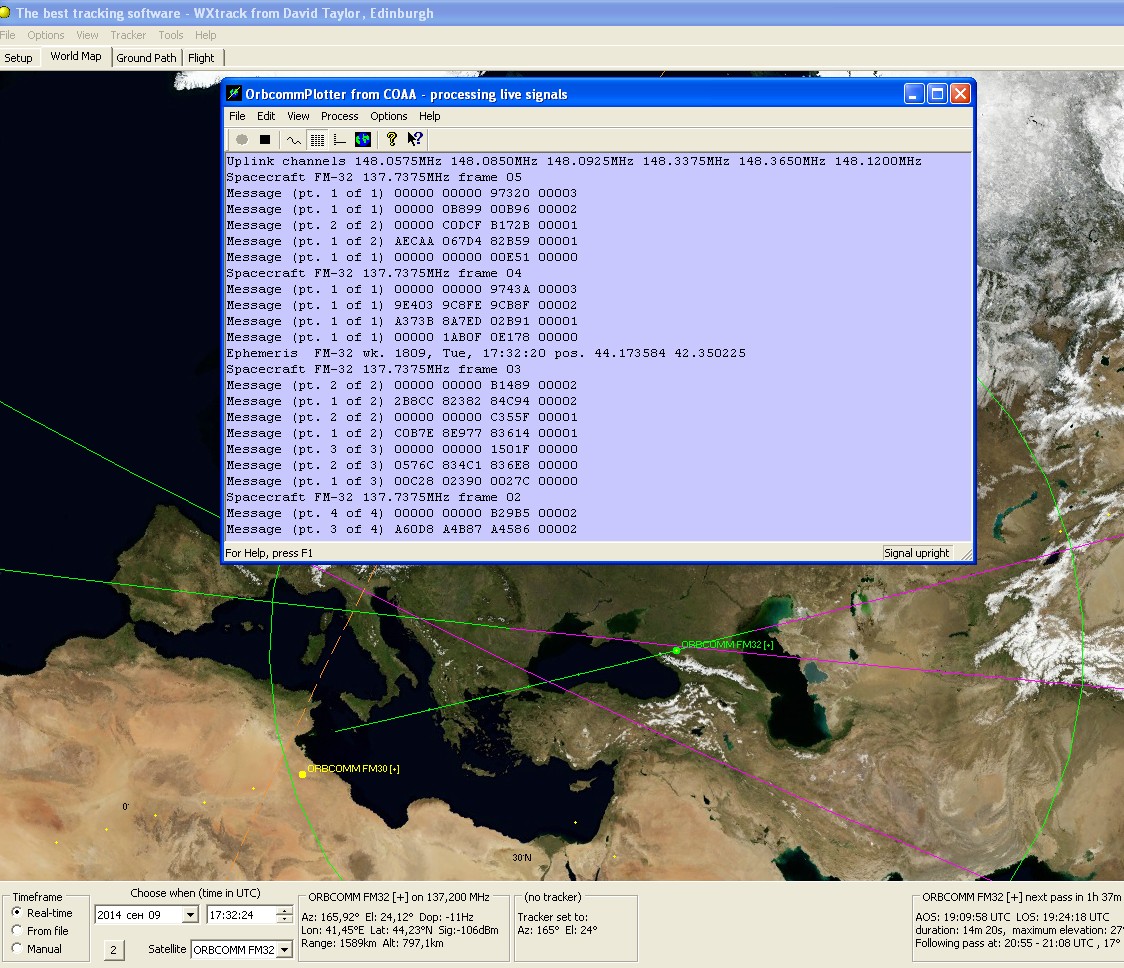 The best tracking software - WXtrack from David Taylor, Edinburgh
File Options View Tracker Tools Help
Setup World Map Ground Path Flight
OrbcommPlotter from COAA - processing live signals
File Edit View Process Options Help
Uplink channels 148.0575MHz 148.0850MHz 148.0925MHz 148.3375MHz 148.3650MHz 148.1200MHz
Spacecraft FM-32 137.7375MHz frame 05
Message (pt. 1 of 1) 00000 00000 97320 00003
Message (pt. 1 of 1) 00000 0B899 00B96 00002
Message (pt. 2 of 2) 00000 C0DCF B172B 00001
Message (pt. 1 of 2) AECAA 067D4 82B59 00001
Message (pt. 1 of 1) 00000 00000 00E51 00000
Spacecraft FM-32 137.7375MHz frame 04
Message (pt. 1 of 1) 00000 00000 9743A 00003
Message (pt. 1 of 1) 9E403 9C8FE 9CB8F 00002
Message (pt. 1 of 1) A373B 8A7ED 02B91 00001
Message (pt. 1 of 1) 00000 1AB0F 0E178 00000
Ephemeris FM-32 wk. 1809, Tue, 17:32:20 pos. 44.173584 42.350225
Spacecraft FM-32 137.7375MHz frame 03
Message (pt. 2 of 2) 00000 00000 B1489 00002
Message (pt. 1 of 2) 2B8CC 82382 84C94 00002
Message (pt. 2 of 2) 00000 00000 C355F 00001
Message (pt. 1 of 2) C0B7E 8E977 83614 00001
Message (pt. 3 of 3) 00000 00000 1501F 00000
Message (pt. 2 of 3) 0576C 834C1 836E8 00000
Message (pt. 1 of 3) 00C28 02390 0027C 00000
Spacecraft FM-32 137.7375MHz frame 02
Message (pt. 4 of 4) 00000 00000 B29B5 00002
Message (pt. 3 of 4) A60D8 A4B87 A4586 00002
For Help, press F1
Signal upright
ORBCOMM FM32 [+]
ORBCOMM FM30 [+]
0°
30°N
Timeframe
Real-time
From file
Manual
Choose when (time in UTC)
2014 сен 09 17:32:24
2 Satellite ORBCOMM FM32
ORBCOMM FM32 [+] on 137,200 MHz
Az: 165,92° El: 24,12° Dop: -11Hz
Lon: 41,45°E Lat: 44,23°N Sig:-106dBm
Range: 1589km Alt: 797,1km
(no tracker)
Tracker set to:
Az: 165° El: 24°
ORBCOMM FM32 [+] next pass in 1h 37m
AOS: 19:09:58 UTC LOS: 19:24:18 UTC
duration: 14m 20s, maximum elevation: 27°
Following pass at: 20:55 - 21:08 UTC , 17°